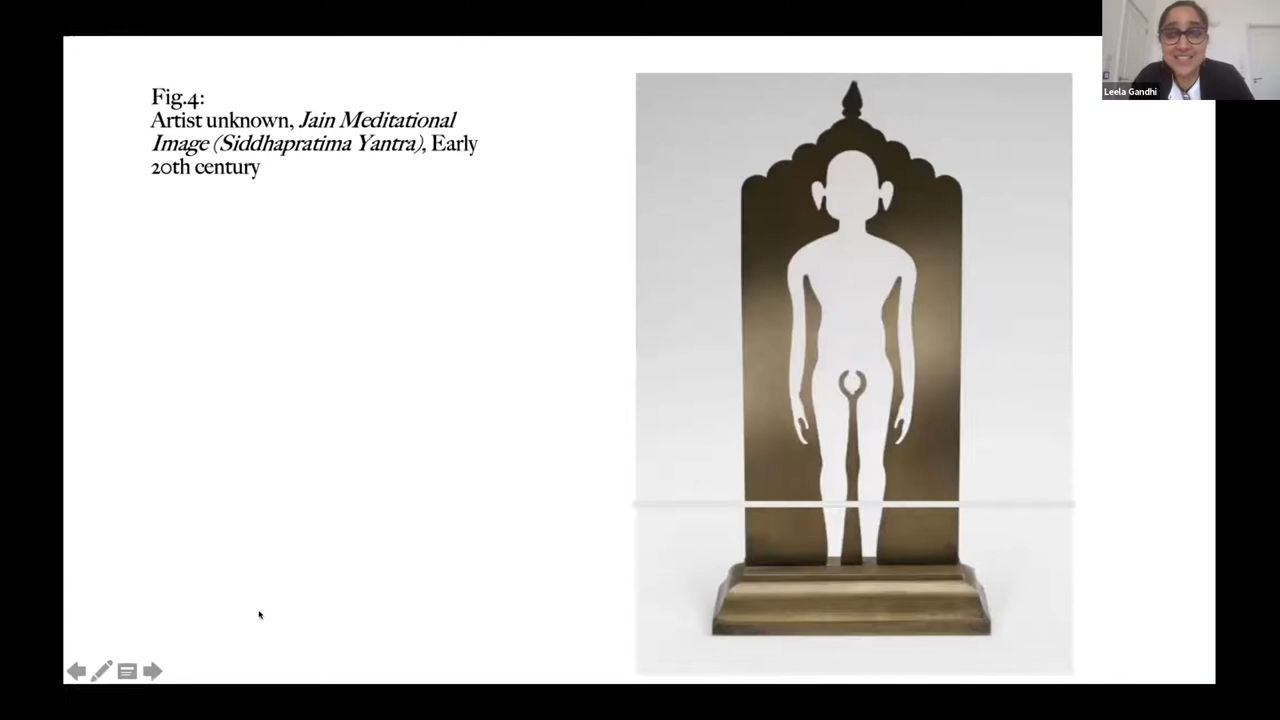 Fig.4:
Artist unknown, Jain Meditational
Image (Siddhapratima Yantra), Early
20th century
Leela Gandhi